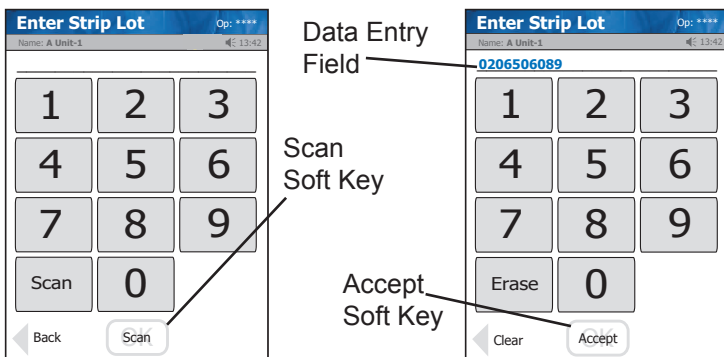 Enter Strip Lot Op: ****
Name: A Unit-1 13:42
1 2 3
4 5 6
7 8 9
Scan 0
Back OK Scan
Data Entry
Field
Scan
Soft Key
Accept
Soft Key
Enter Strip Lot Op: ****
Name: A Unit-1 13:42
0206506089
1 2 3
4 5 6
7 8 9
Erase 0
Clear OK Accept